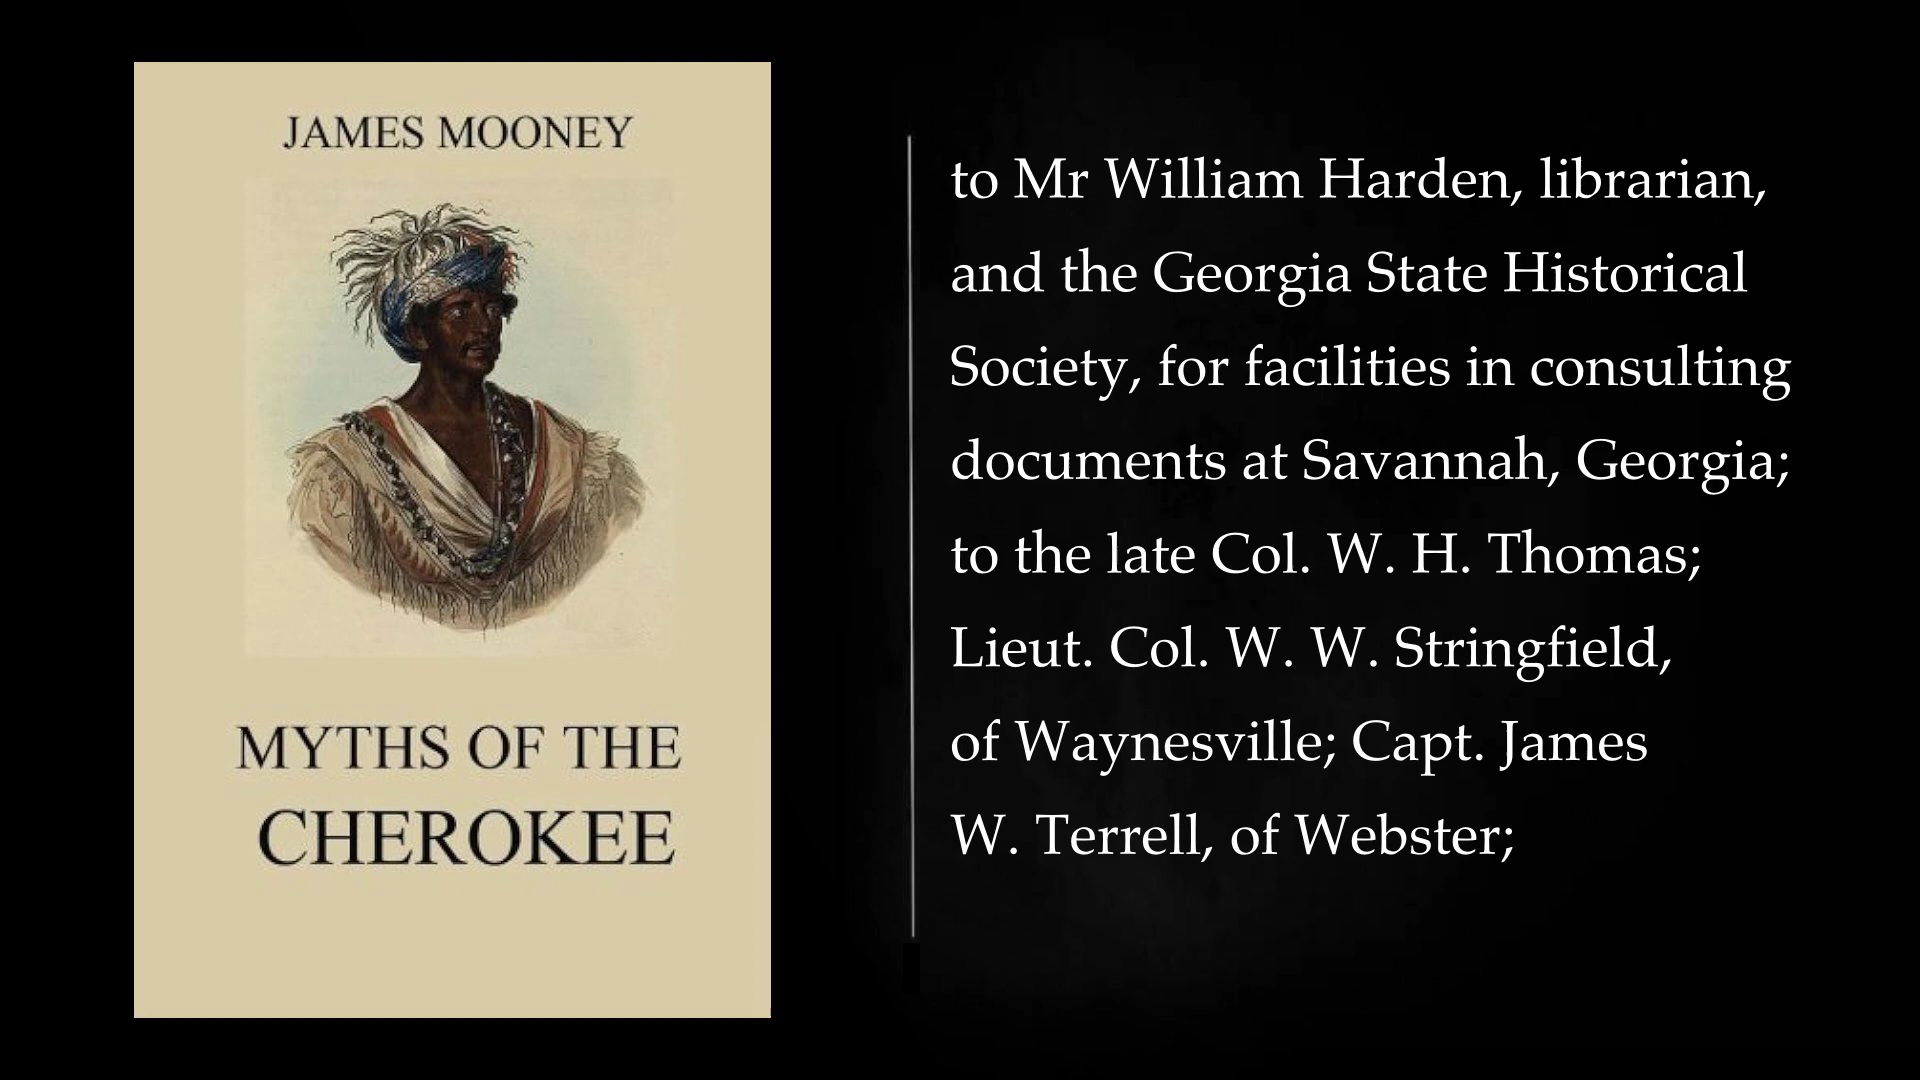 JAMES MOONEY
MYTHS OF THE
CHEROKEE
to Mr William Harden, librarian,
and the Georgia State Historical
Society, for facilities in consulting
documents at Savannah, Georgia;
to the late Col. W. H. Thomas;
Lieut. Col. W. W. Stringfield,
of Waynesville; Capt. James
W. Terrell, of Webster;